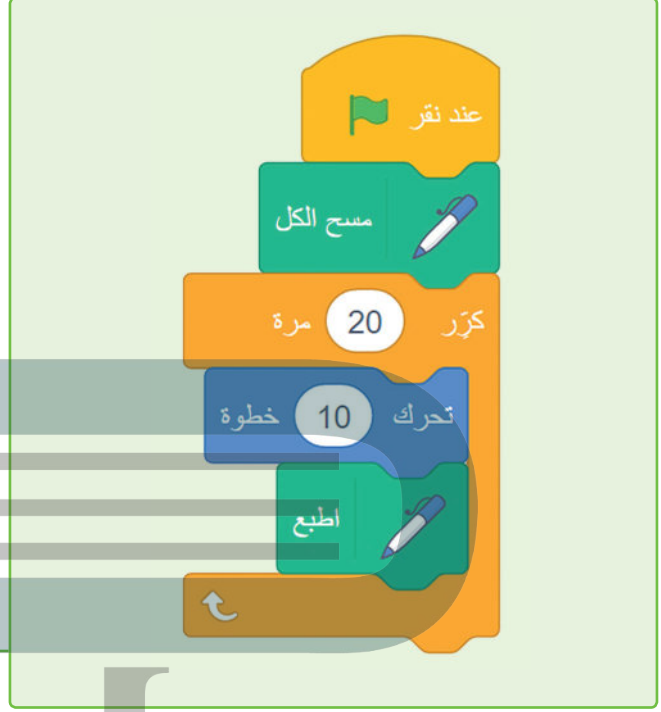 عند نقر
مسح الكل
كرّر 20 مرة
تحرك 10 خطوة
اطبع